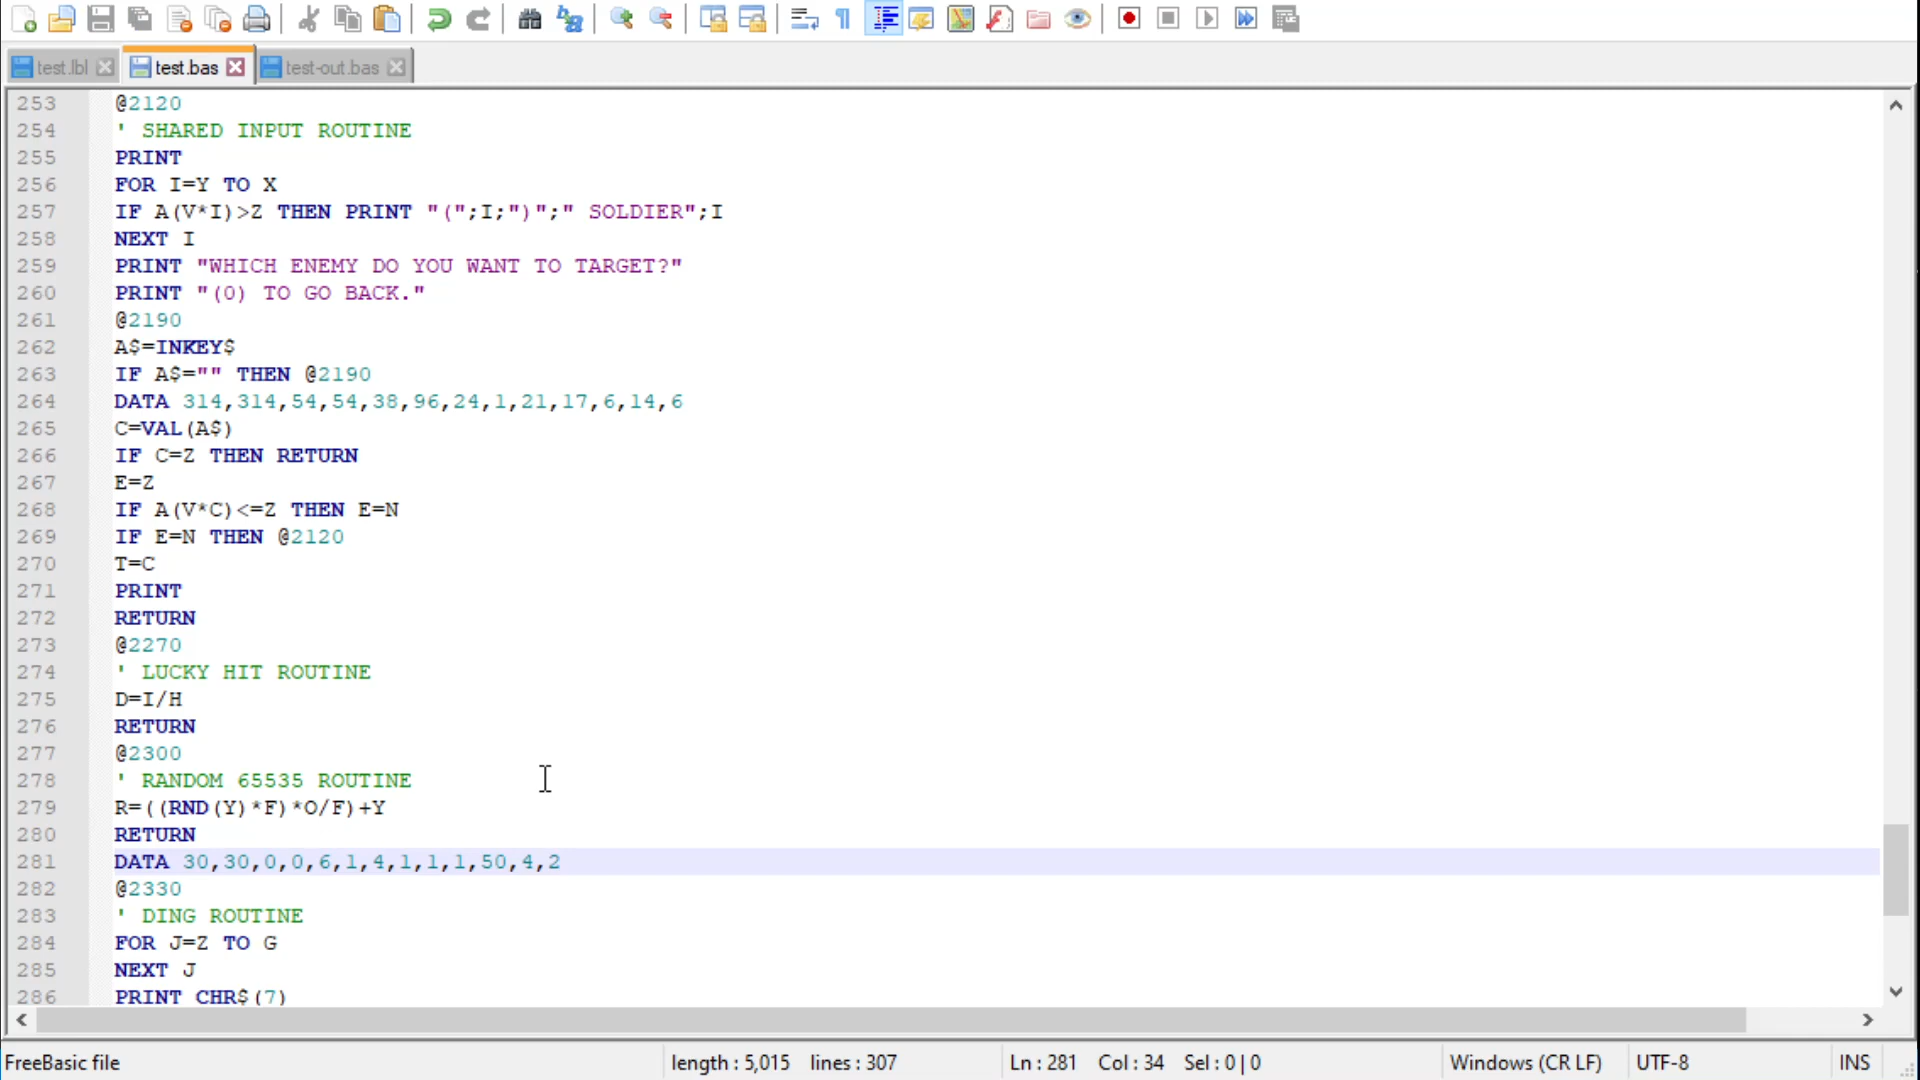 test.lbl test.bas test-out.bas
253 @2120
254 ' SHARED INPUT ROUTINE
255 PRINT
256 FOR I=Y TO X
257 IF A(V*I)>Z THEN PRINT "(";I;")";" SOLDIER";I
258 NEXT I
259 PRINT "WHICH ENEMY DO YOU WANT TO TARGET?"
260 PRINT "(0) TO GO BACK."
261 @2190
262 A$=INKEY$
263 IF A$="" THEN @2190
264 DATA 314,314,54,54,38,96,24,1,21,17,6,14,6
265 C=VAL(A$)
266 IF C=Z THEN RETURN
267 E=Z
268 IF A(V*C)<=Z THEN E=N
269 IF E=N THEN @2120
270 T=C
271 PRINT
272 RETURN
273 @2270
274 ' LUCKY HIT ROUTINE
275 D=I/H
276 RETURN
277 @2300
278 ' RANDOM 65535 ROUTINE
279 R=((RND(Y)*F)*O/F)+Y
280 RETURN
281 DATA 30,30,0,0,6,1,4,1,1,1,50,4,2
282 @2330
283 ' DING ROUTINE
284 FOR J=Z TO G
285 NEXT J
286 PRINT CHR$(7)
FreeBasic file length : 5,015 lines : 307 Ln : 281 Col : 34 Sel : 0 | 0 Windows (CR LF) UTF-8 INS